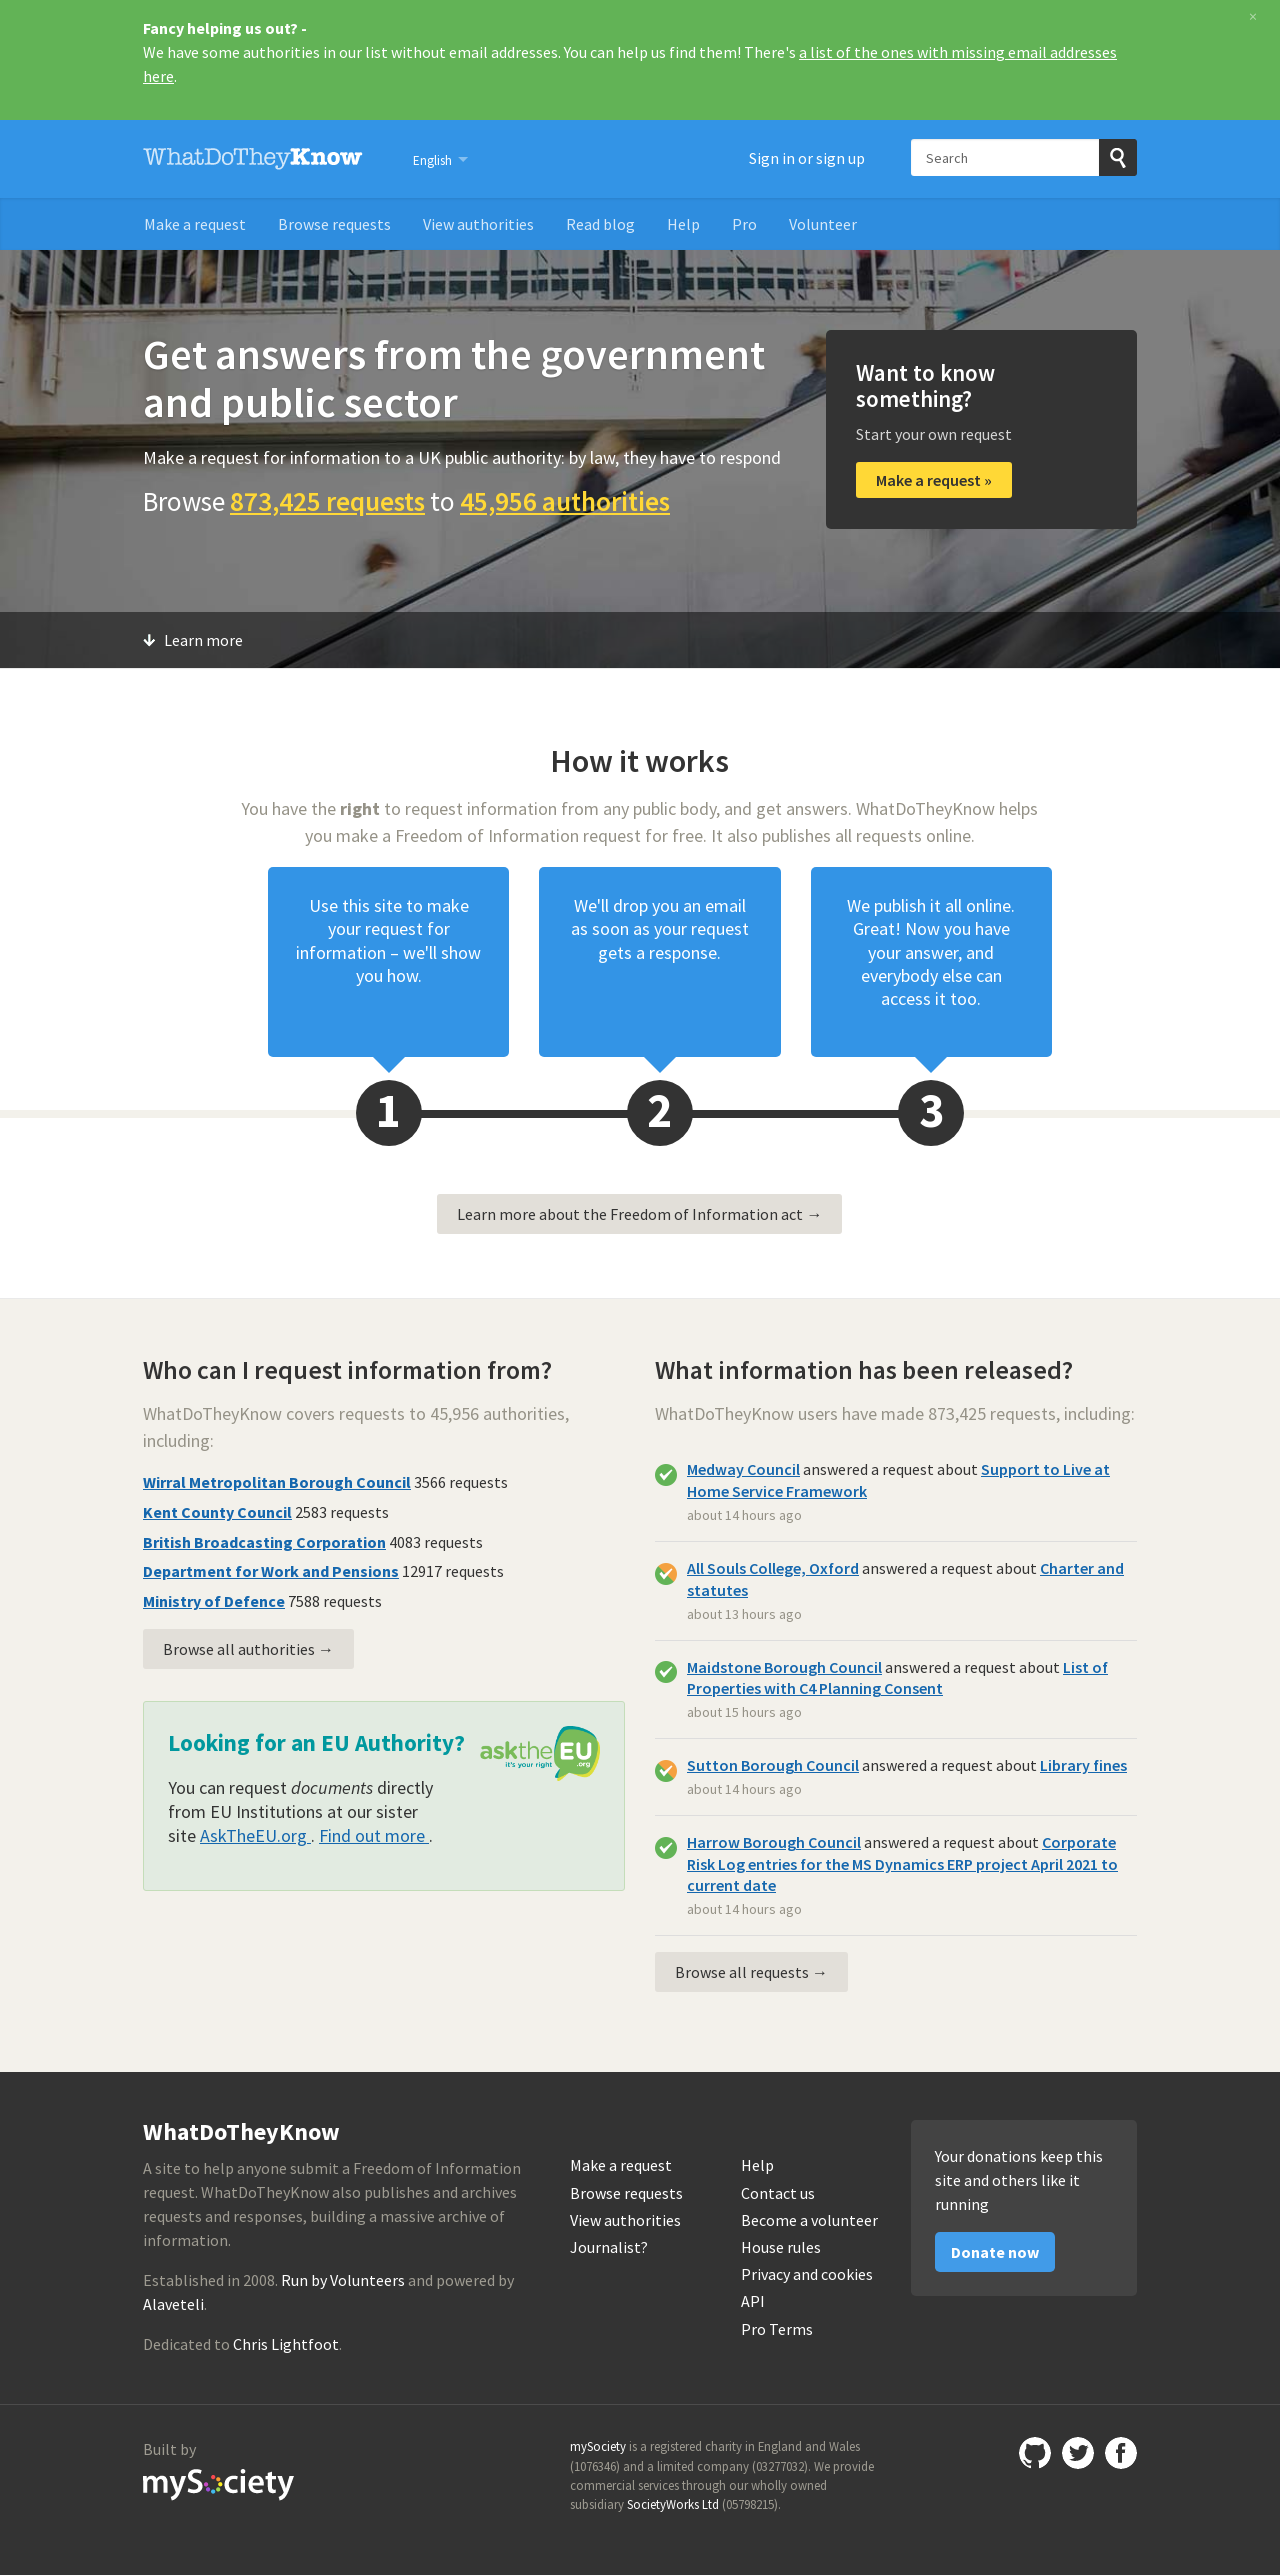 Fancy helping us out? -
We have some authorities in our list without email addresses. You can help us find them! There's a list of the ones with missing email addresses
here.
×
WhatDoTheyKnow
English
Sign in or sign up
Search
Make a request
Browse requests
View authorities
Read blog
Help
Pro
Volunteer
Get answers from the government
and public sector
Make a request for information to a UK public authority: by law, they have to respond
Browse 873,425 requests to 45,956 authorities
Want to know
something?
Start your own request
Make a request »
Learn more
How it works
You have the right to request information from any public body, and get answers. WhatDoTheyKnow helps
you make a Freedom of Information request for free. It also publishes all requests online.
Use this site to make
your request for
information – we'll show
you how.
We'll drop you an email
as soon as your request
gets a response.
We publish it all online.
Great! Now you have
your answer, and
everybody else can
access it too.
1
2
3
Learn more about the Freedom of Information act →
Who can I request information from?
WhatDoTheyKnow covers requests to 45,956 authorities,
including:
Wirral Metropolitan Borough Council 3566 requests
Kent County Council 2583 requests
British Broadcasting Corporation 4083 requests
Department for Work and Pensions 12917 requests
Ministry of Defence 7588 requests
Browse all authorities →
Looking for an EU Authority?
asktheEU.org
it's your right
You can request documents directly
from EU Institutions at our sister
site AskTheEU.org . Find out more .
What information has been released?
WhatDoTheyKnow users have made 873,425 requests, including:
Medway Council answered a request about Support to Live at
Home Service Framework
about 14 hours ago
All Souls College, Oxford answered a request about Charter and
statutes
about 13 hours ago
Maidstone Borough Council answered a request about List of
Properties with C4 Planning Consent
about 15 hours ago
Sutton Borough Council answered a request about Library fines
about 14 hours ago
Harrow Borough Council answered a request about Corporate
Risk Log entries for the MS Dynamics ERP project April 2021 to
current date
about 14 hours ago
Browse all requests →
WhatDoTheyKnow
A site to help anyone submit a Freedom of Information
request. WhatDoTheyKnow also publishes and archives
requests and responses, building a massive archive of
information.
Established in 2008. Run by Volunteers and powered by
Alaveteli.
Dedicated to Chris Lightfoot.
Make a request
Browse requests
View authorities
Journalist?
Help
Contact us
Become a volunteer
House rules
Privacy and cookies
API
Pro Terms
Your donations keep this
site and others like it
running
Donate now
Built by
mySociety
mySociety is a registered charity in England and Wales
(1076346) and a limited company (03277032). We provide
commercial services through our wholly owned
subsidiary SocietyWorks Ltd (05798215).